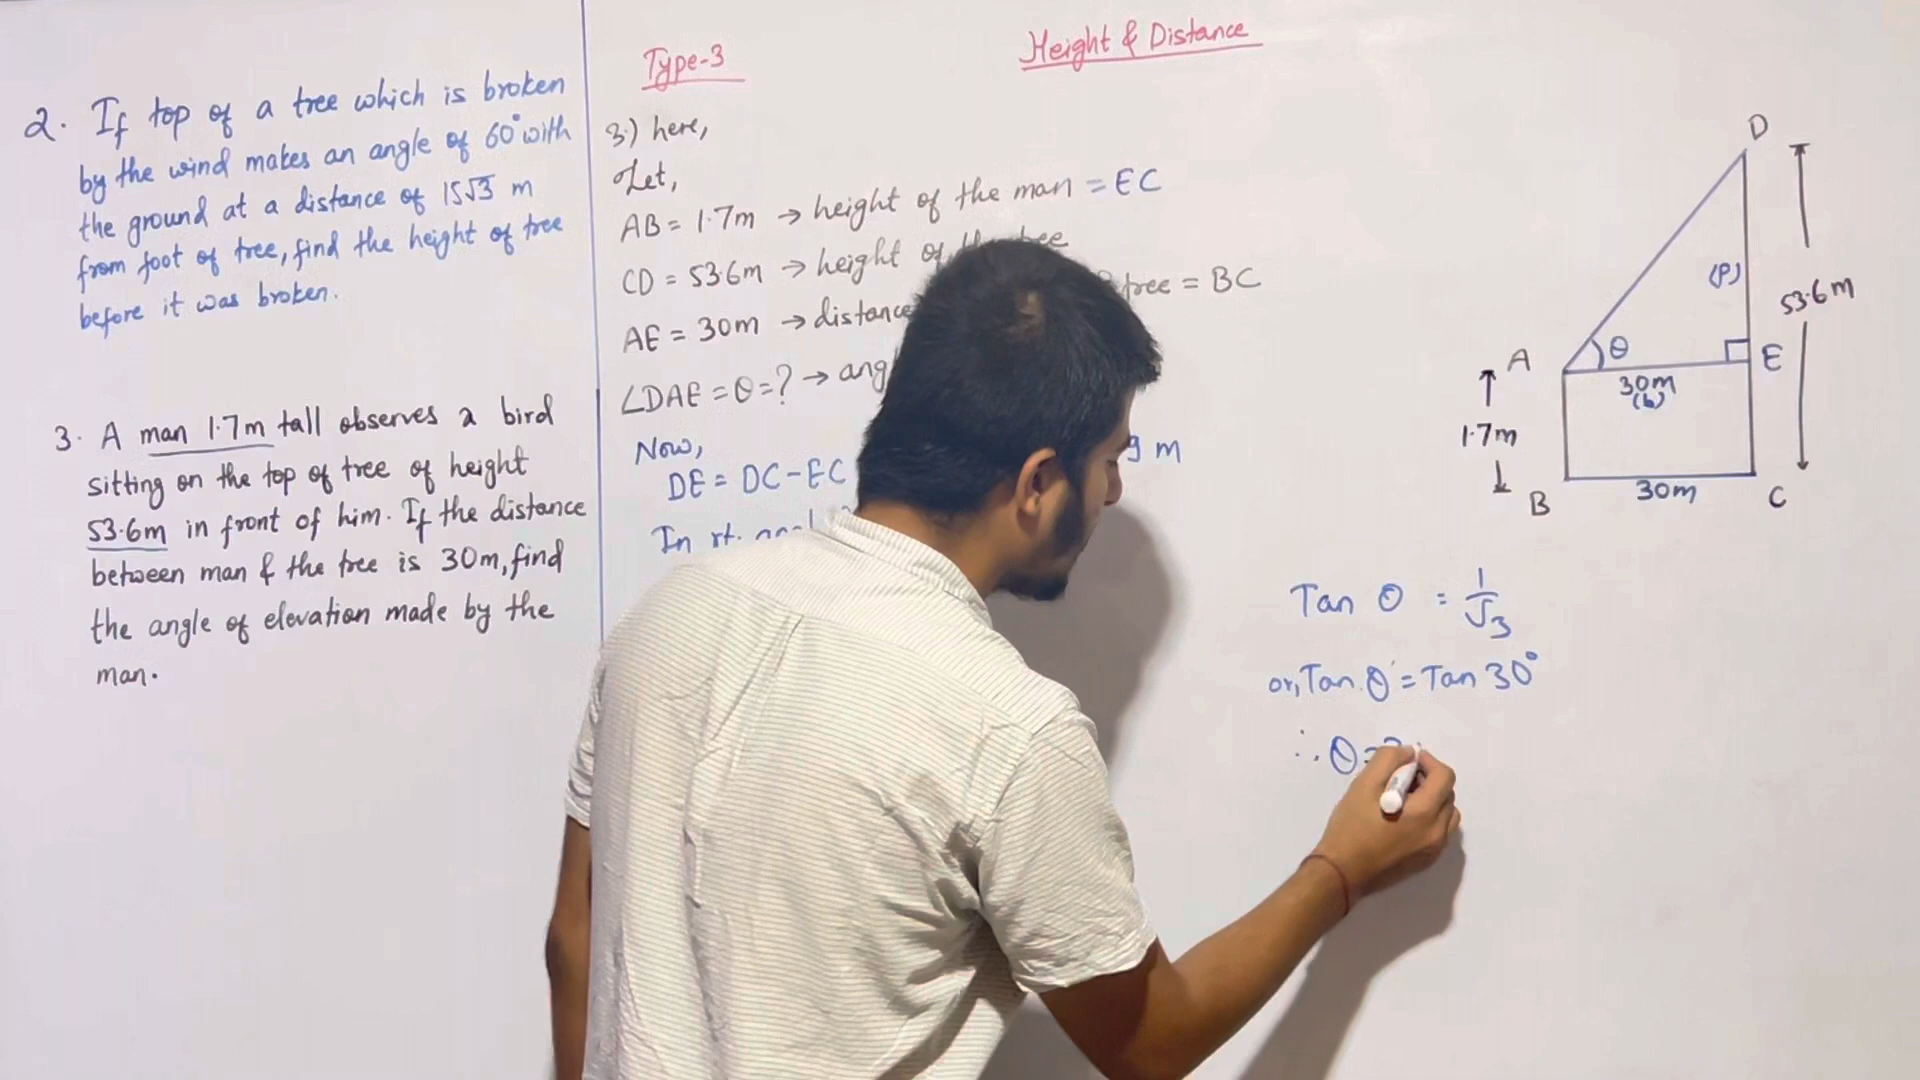 2. If top of a tree which is broken
by the wind makes an angle of 60° with
the ground at a distance of 15√3 m
from foot of tree, find the height of tree
before it was broken.
3. A man 1.7m tall observes a bird
sitting on the top of tree of height
53.6m in front of him. If the distance
between man & the tree is 30m, find
the angle of elevation made by the
man.
Type-3
Height & Distance
3.) here,
Let,
AB = 1.7m → height of the man = EC
CD = 53.6m → height of the tree
AE = 30m → distance tree = BC
∠DAE = θ = ? → ang
Now,
DE = DC - EC 9 m
In rt.
D
(P)
53.6m
A
θ
E
30m
(b)
1.7m
B
30m
C
Tan θ = 1/√3
or, Tan θ = Tan 30°
∴ θ =